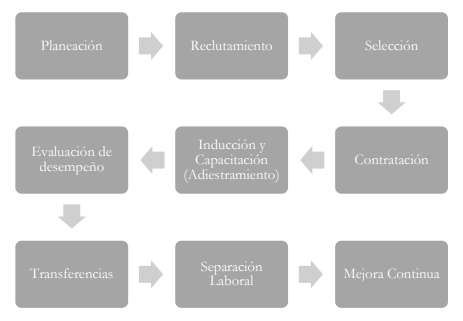 Planeación
Reclutamiento
Selección
Contratación
Inducción y
Capacitación
(Adiestramiento)
Evaluación de
desempeño
Transferencias
Separación
Laboral
Mejora Continua